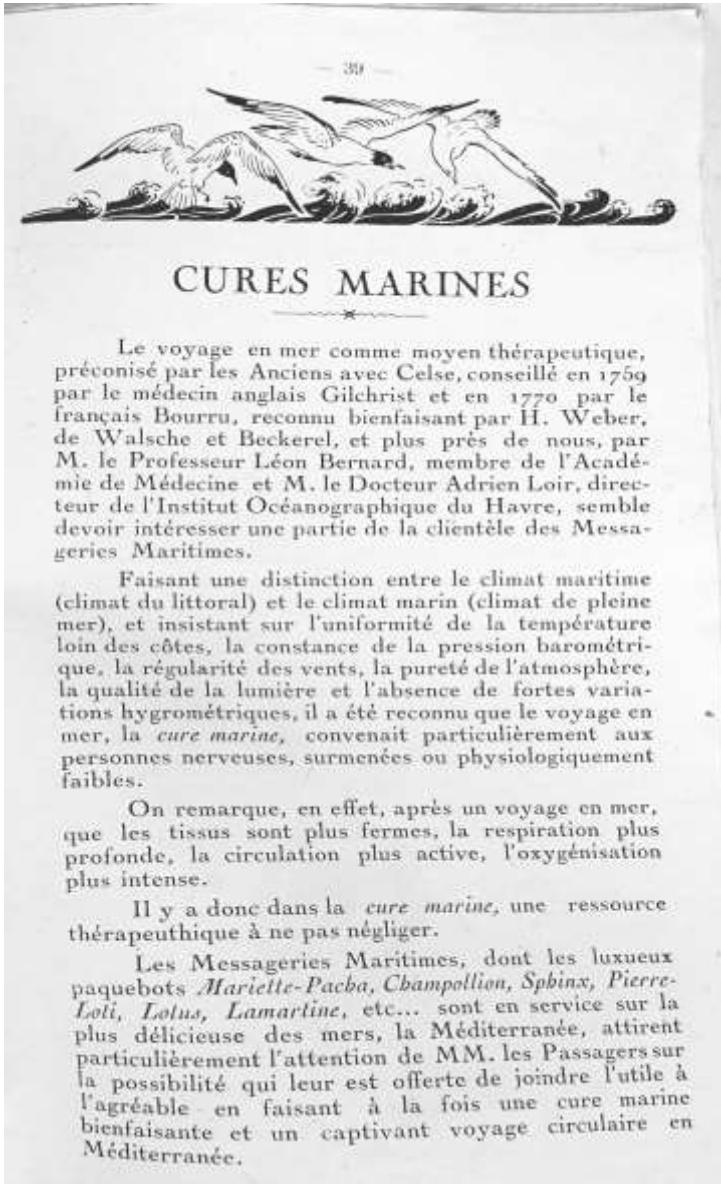 — 39 —
CURES MARINES
Le voyage en mer comme moyen thérapeutique,
préconisé par les Anciens avec Celse, conseillé en 1769
par le médecin anglais Gilchrist et en 1770 par le
français Bourru, reconnu bienfaisant par H. Weber,
de Walsche et Beckerel, et plus près de nous, par
M. le Professeur Léon Bernard, membre de l'Acadé-
mie de Médecine et M. le Docteur Adrien Loir, direc-
teur de l'Institut Océanographique du Havre, semble
devoir intéresser une partie de la clientèle des Messa-
geries Maritimes.
Faisant une distinction entre le climat maritime
(climat du littoral) et le climat marin (climat de pleine
mer), et insistant sur l'uniformité de la température
loin des côtes, la constance de la pression barométri-
que, la régularité des vents, la pureté de l'atmosphère,
la qualité de la lumière et l'absence de fortes varia-
tions hygrométriques, il a été reconnu que le voyage en
mer, la cure marine, convenait particulièrement aux
personnes nerveuses, surmenées ou physiologiquement
faibles.
On remarque, en effet, après un voyage en mer,
que les tissus sont plus fermes, la respiration plus
profonde, la circulation plus active, l'oxygénisation
plus intense.
Il y a donc dans la cure marine, une ressource
thérapeuthique à ne pas négliger.
Les Messageries Maritimes, dont les luxueux
paquebots Mariette-Pacha, Champollion, Sphinx, Pierre-
Loti, Lotus, Lamartine, etc... sont en service sur la
plus délicieuse des mers, la Méditerranée, attirent
particulièrement l'attention de MM. les Passagers sur
la possibilité qui leur est offerte de joindre l'utile à
l'agréable en faisant à la fois une cure marine
bienfaisante et un captivant voyage circulaire en
Méditerranée.